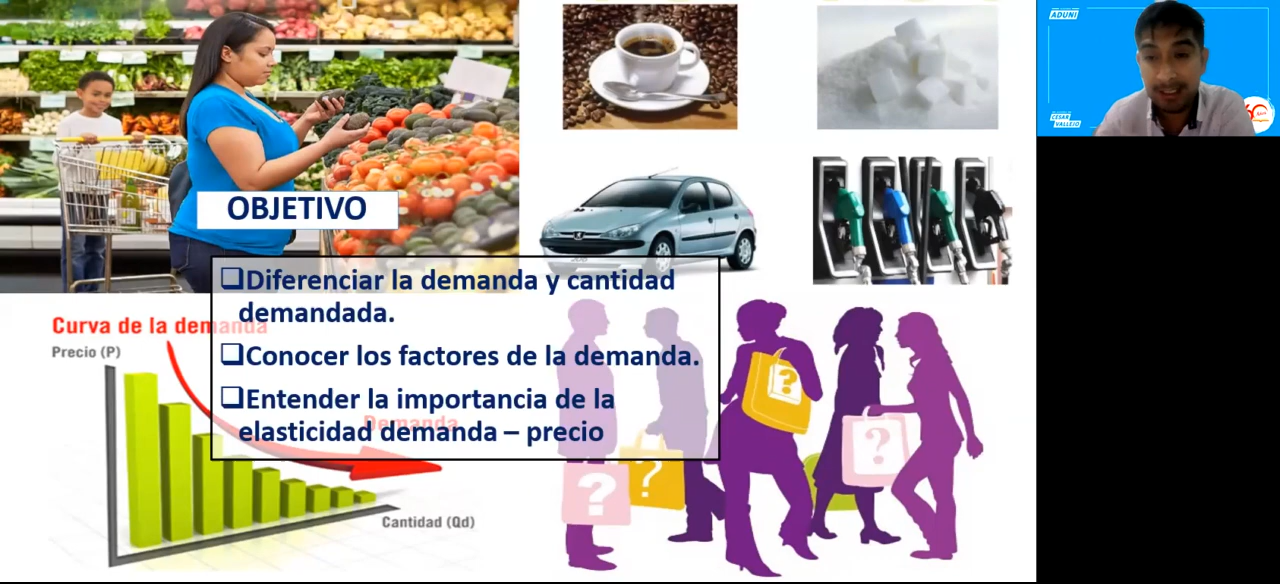 OBJETIVO
❑Diferenciar la demanda y cantidad
demandada.
❑Conocer los factores de la demanda.
❑Entender la importancia de la
elasticidad demanda – precio
Curva de la demanda
Precio (P)
Demanda
Cantidad (Qd)
?
?
?
?
ADUNI
CESAR
VALLEJO